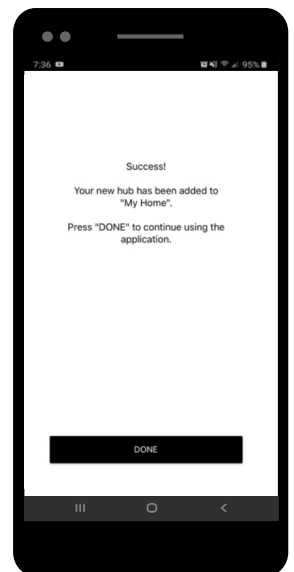 7:36 95%
Success!
Your new hub has been added to
"My Home".
Press "DONE" to continue using the
application.
DONE